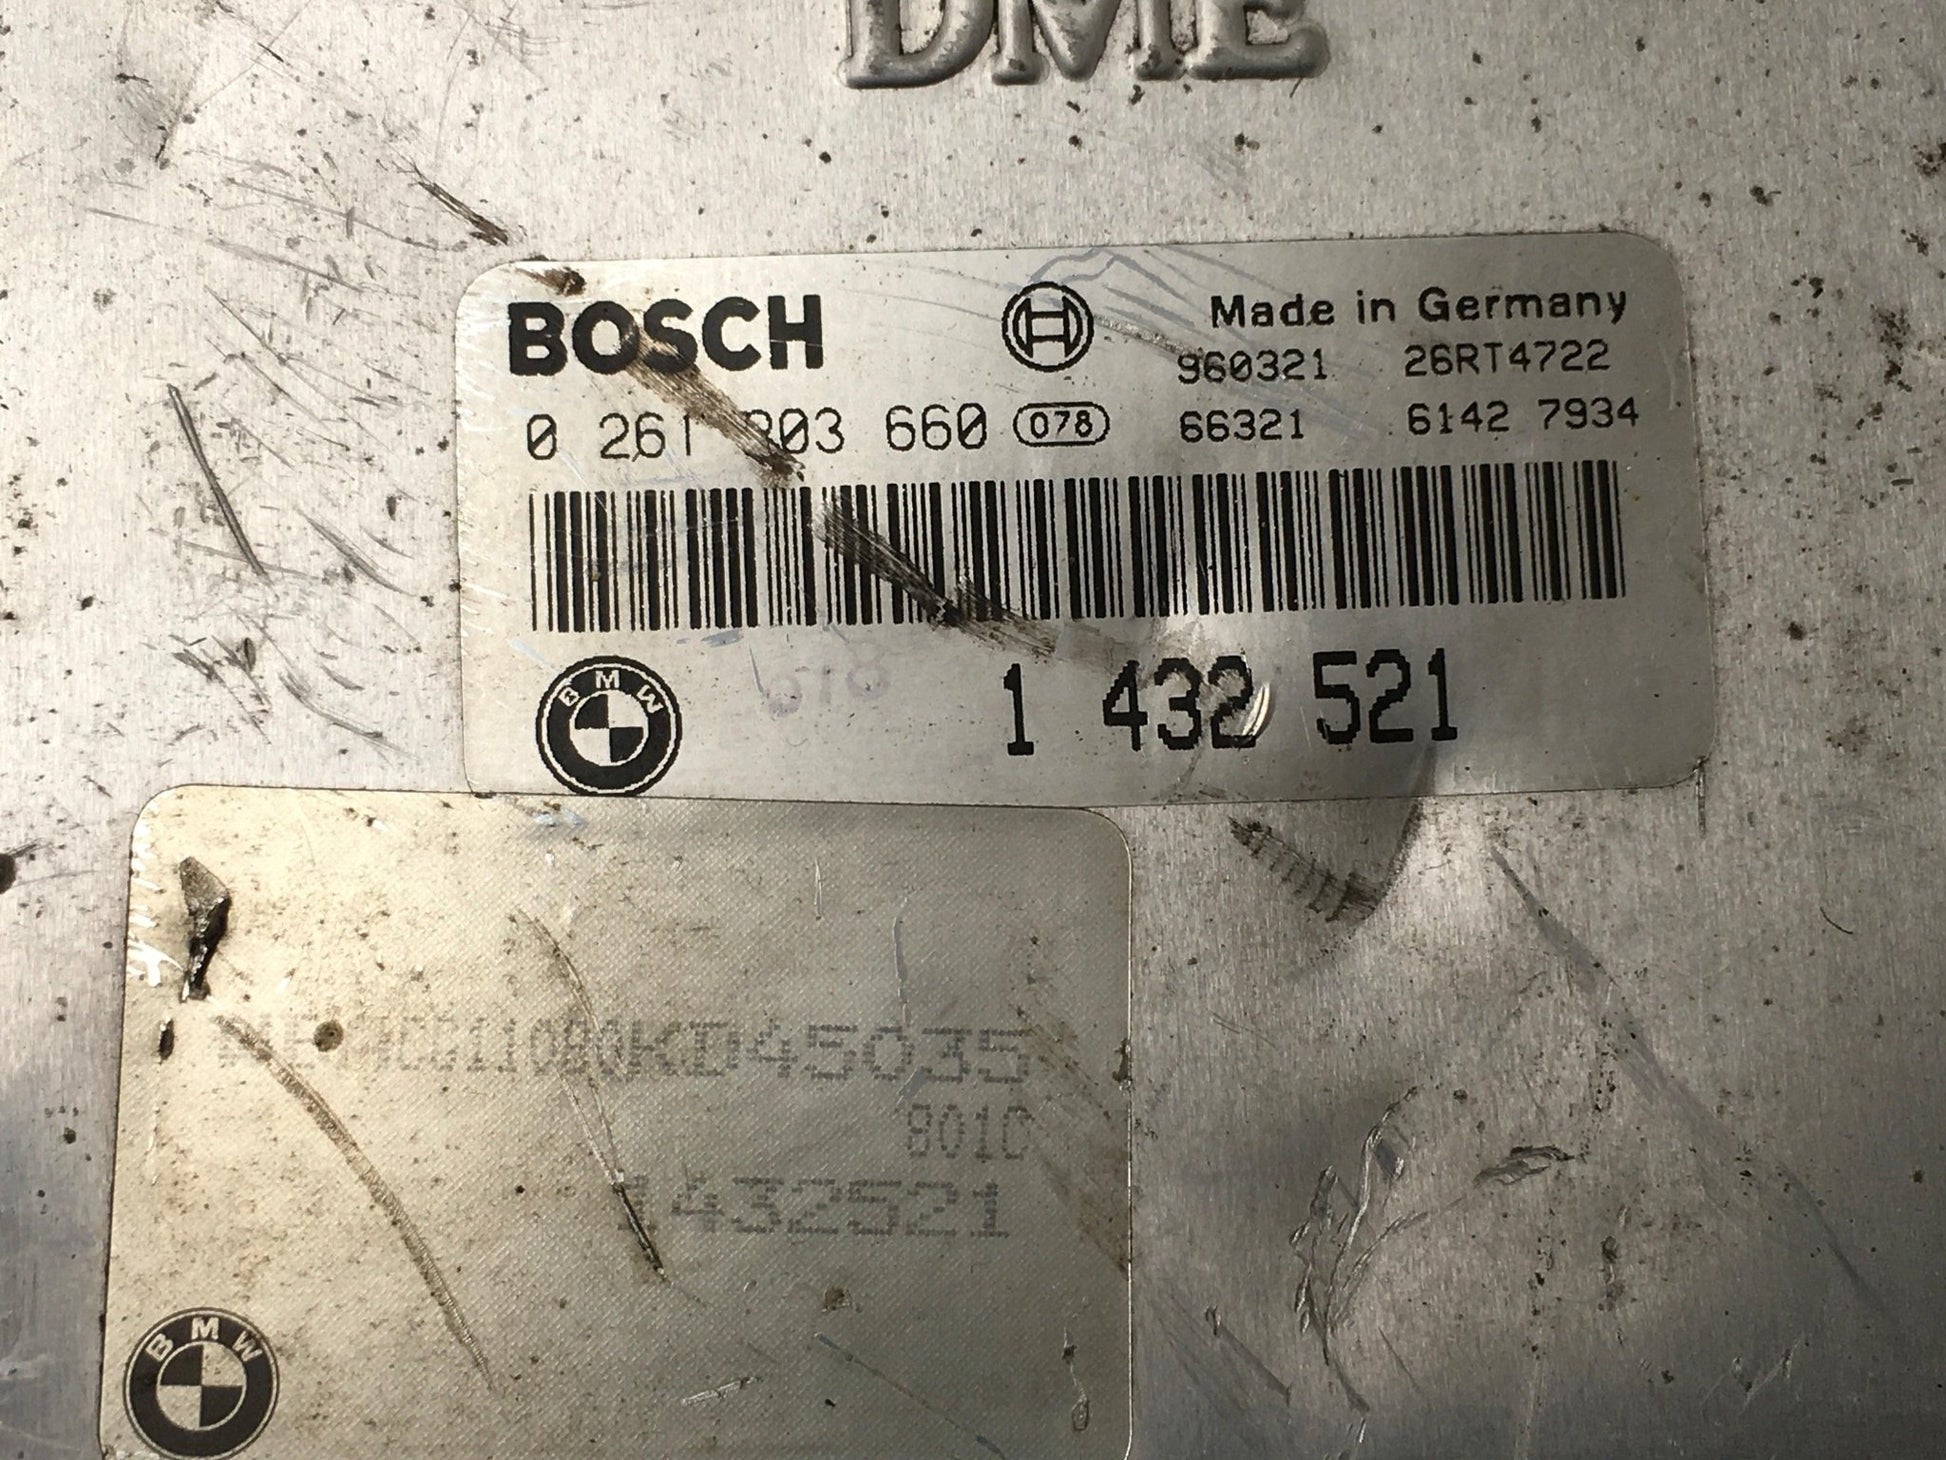 DME
BOSCH Made in Germany
960321 26RT4722
0 261 203 660 078 66321 6142 7934
BMW 1 432 521
8010
1432521
BMW